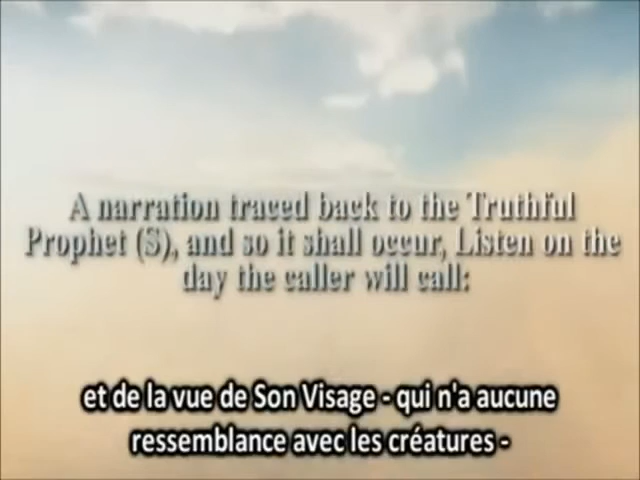 A narration traced back to the Truthful
Prophet (S), and so it shall occur, Listen on the
day the caller will call:
et de la vue de Son Visage - qui n'a aucune
ressemblance avec les créatures -